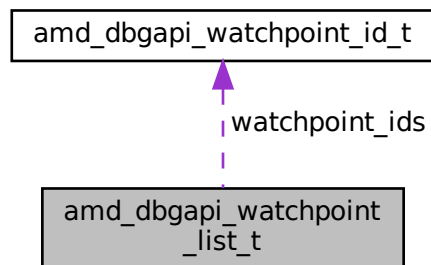 amd_dbgapi_watchpoint_id_t
watchpoint_ids
amd_dbgapi_watchpoint
_list_t